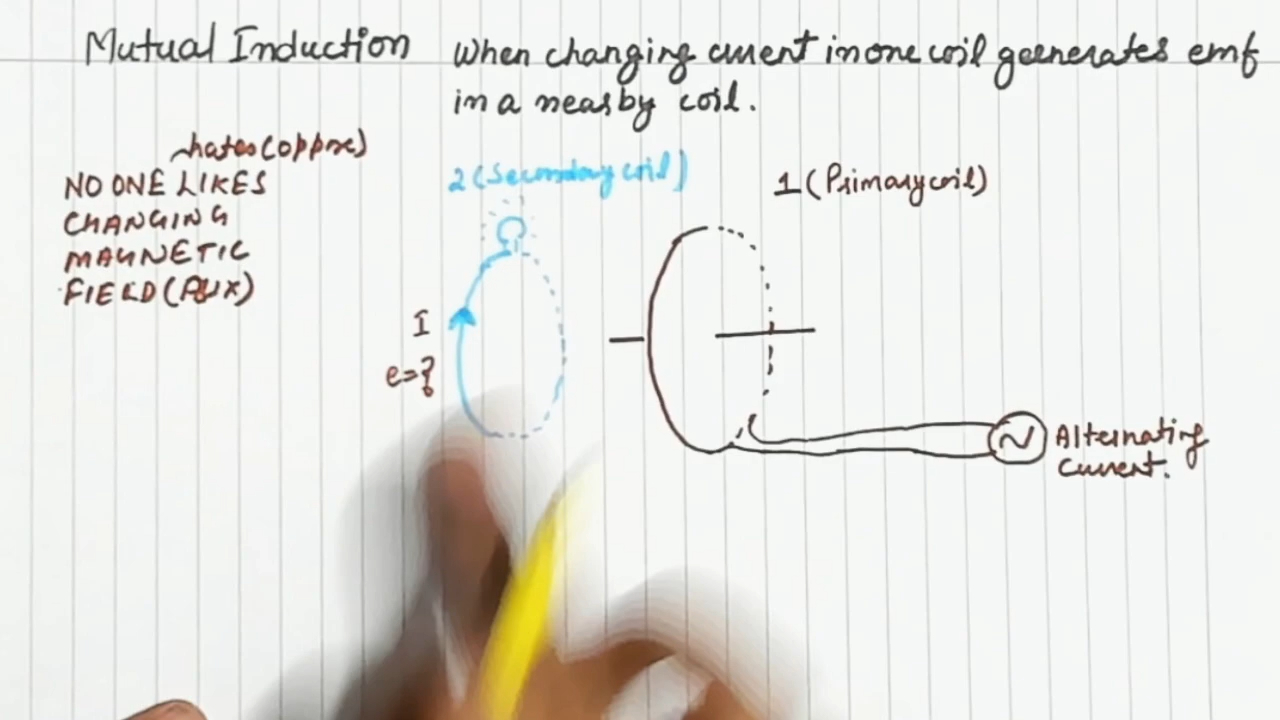 Mutual Induction
When changing current in one coil geenerates emf
in a nearby coil.
hates(oppose)
NO ONE LIKES
CHANGING
MAGNETIC
FIELD (FLUX)
2 (Secondary coil)
1 (Primary coil)
I
e=?
Alternating
Current.